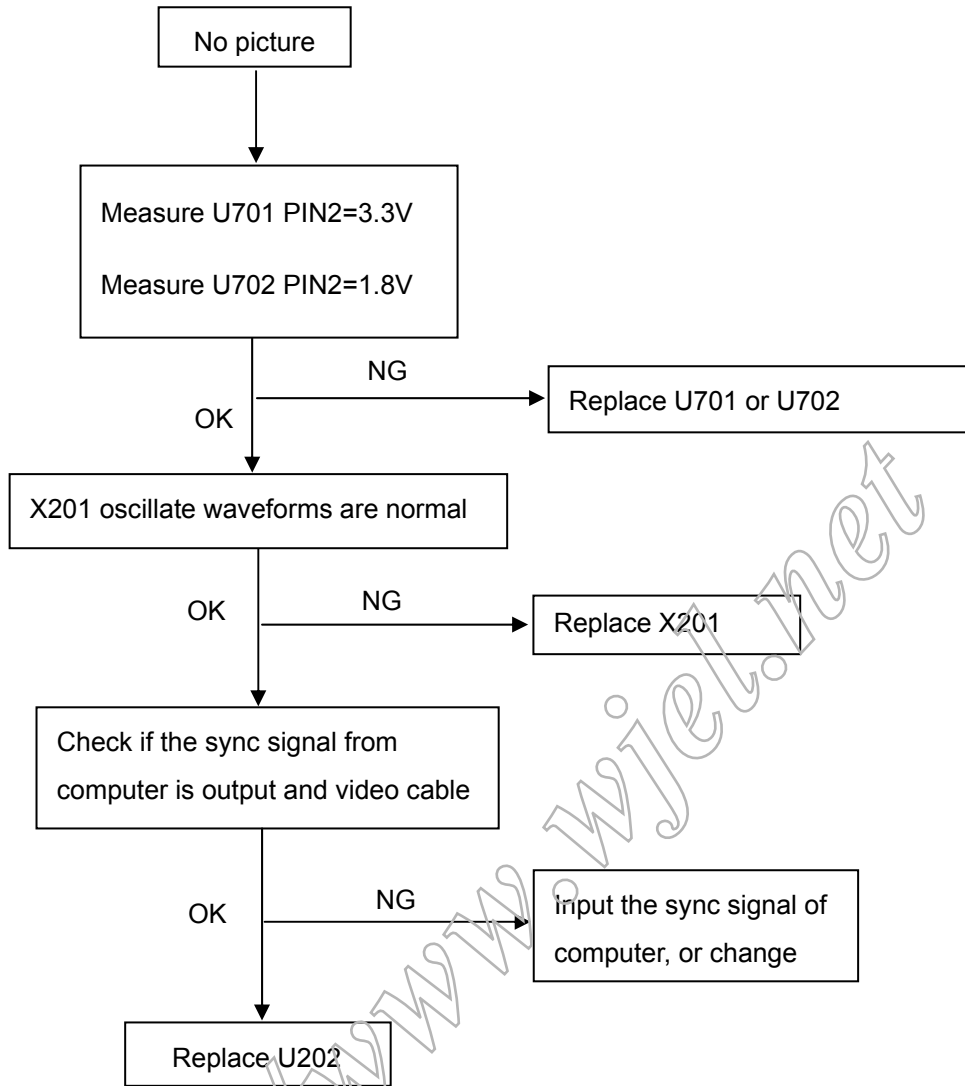 No picture
Measure U701 PIN2=3.3V
Measure U702 PIN2=1.8V
NG
Replace U701 or U702
OK
X201 oscillate waveforms are normal
OK
NG
Replace X201
Check if the sync signal from
computer is output and video cable
OK
NG
Input the sync signal of
computer, or change
Replace U202
www.wjel.net